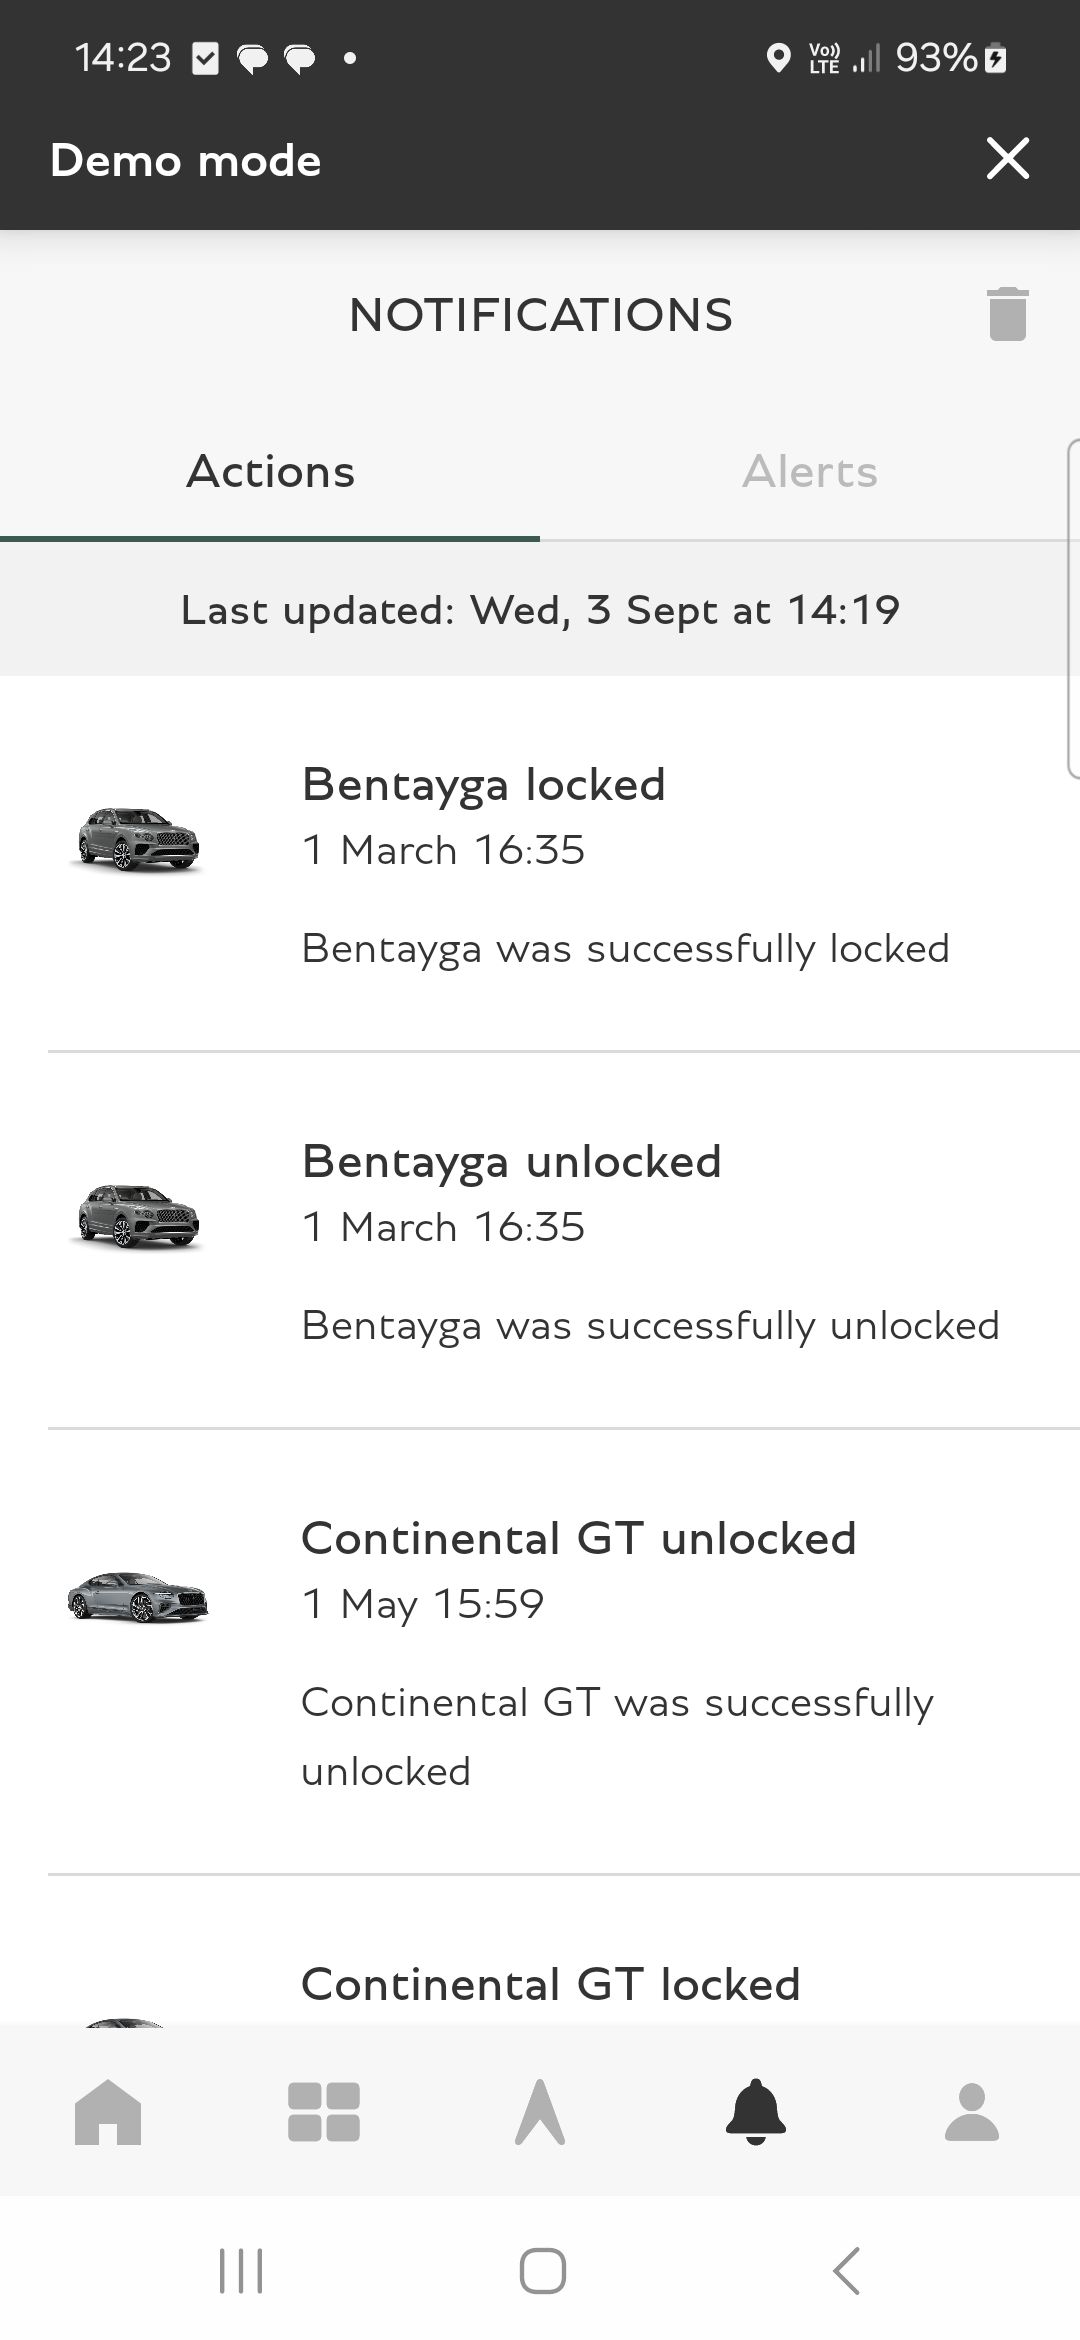 14:23
Vo)) LTE 93%
Demo mode
NOTIFICATIONS
Actions
Alerts
Last updated: Wed, 3 Sept at 14:19
Bentayga locked
1 March 16:35
Bentayga was successfully locked
Bentayga unlocked
1 March 16:35
Bentayga was successfully unlocked
Continental GT unlocked
1 May 15:59
Continental GT was successfully
unlocked
Continental GT locked